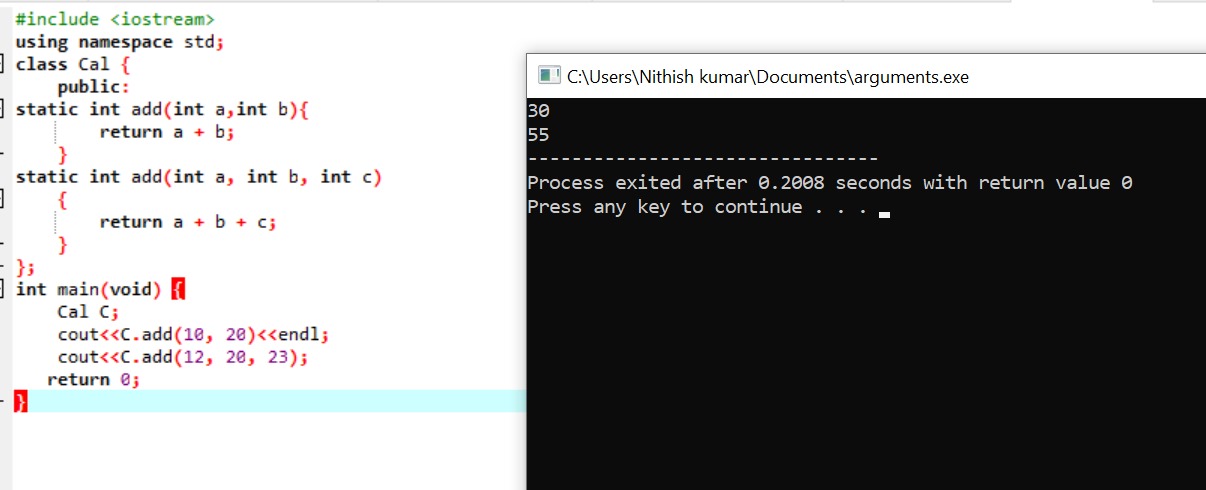 #include <iostream>
using namespace std;
class Cal {
public:
static int add(int a,int b){
return a + b;
}
static int add(int a, int b, int c)
{
return a + b + c;
}
};
int main(void) {
Cal C;
cout<<C.add(10, 20)<<endl;
cout<<C.add(12, 20, 23);
return 0;
}
C:\Users\Nithish kumar\Documents\arguments.exe
30
55
--------------------------------
Process exited after 0.2008 seconds with return value 0
Press any key to continue . . .